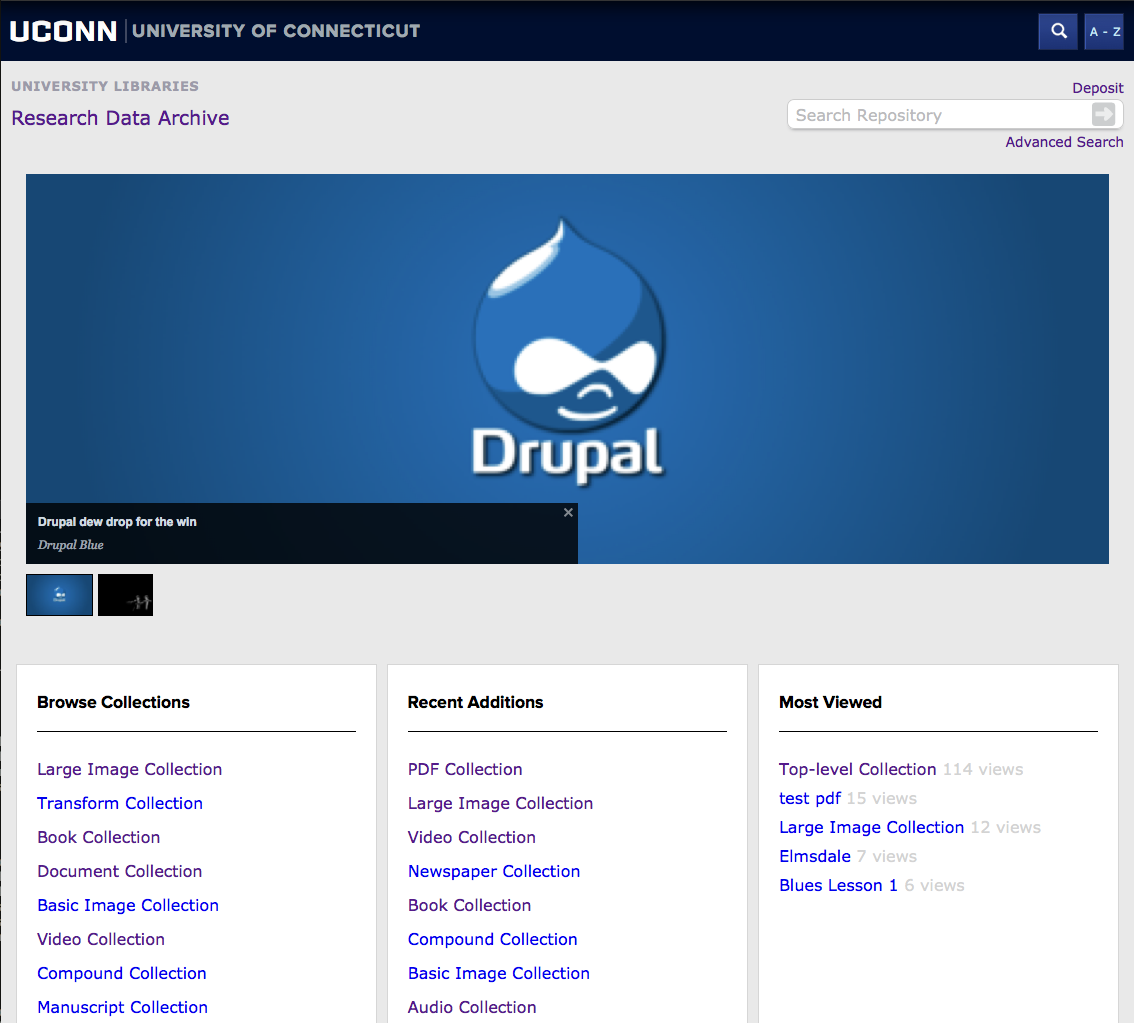 UCONN UNIVERSITY OF CONNECTICUT
A - Z
UNIVERSITY LIBRARIES
Research Data Archive
Deposit
Search Repository
Advanced Search
Drupal
Drupal dew drop for the win
Drupal Blue
Browse Collections
Large Image Collection
Transform Collection
Book Collection
Document Collection
Basic Image Collection
Video Collection
Compound Collection
Manuscript Collection
Recent Additions
PDF Collection
Large Image Collection
Video Collection
Newspaper Collection
Book Collection
Compound Collection
Basic Image Collection
Audio Collection
Most Viewed
Top-level Collection 114 views
test pdf 15 views
Large Image Collection 12 views
Elmsdale 7 views
Blues Lesson 1 6 views